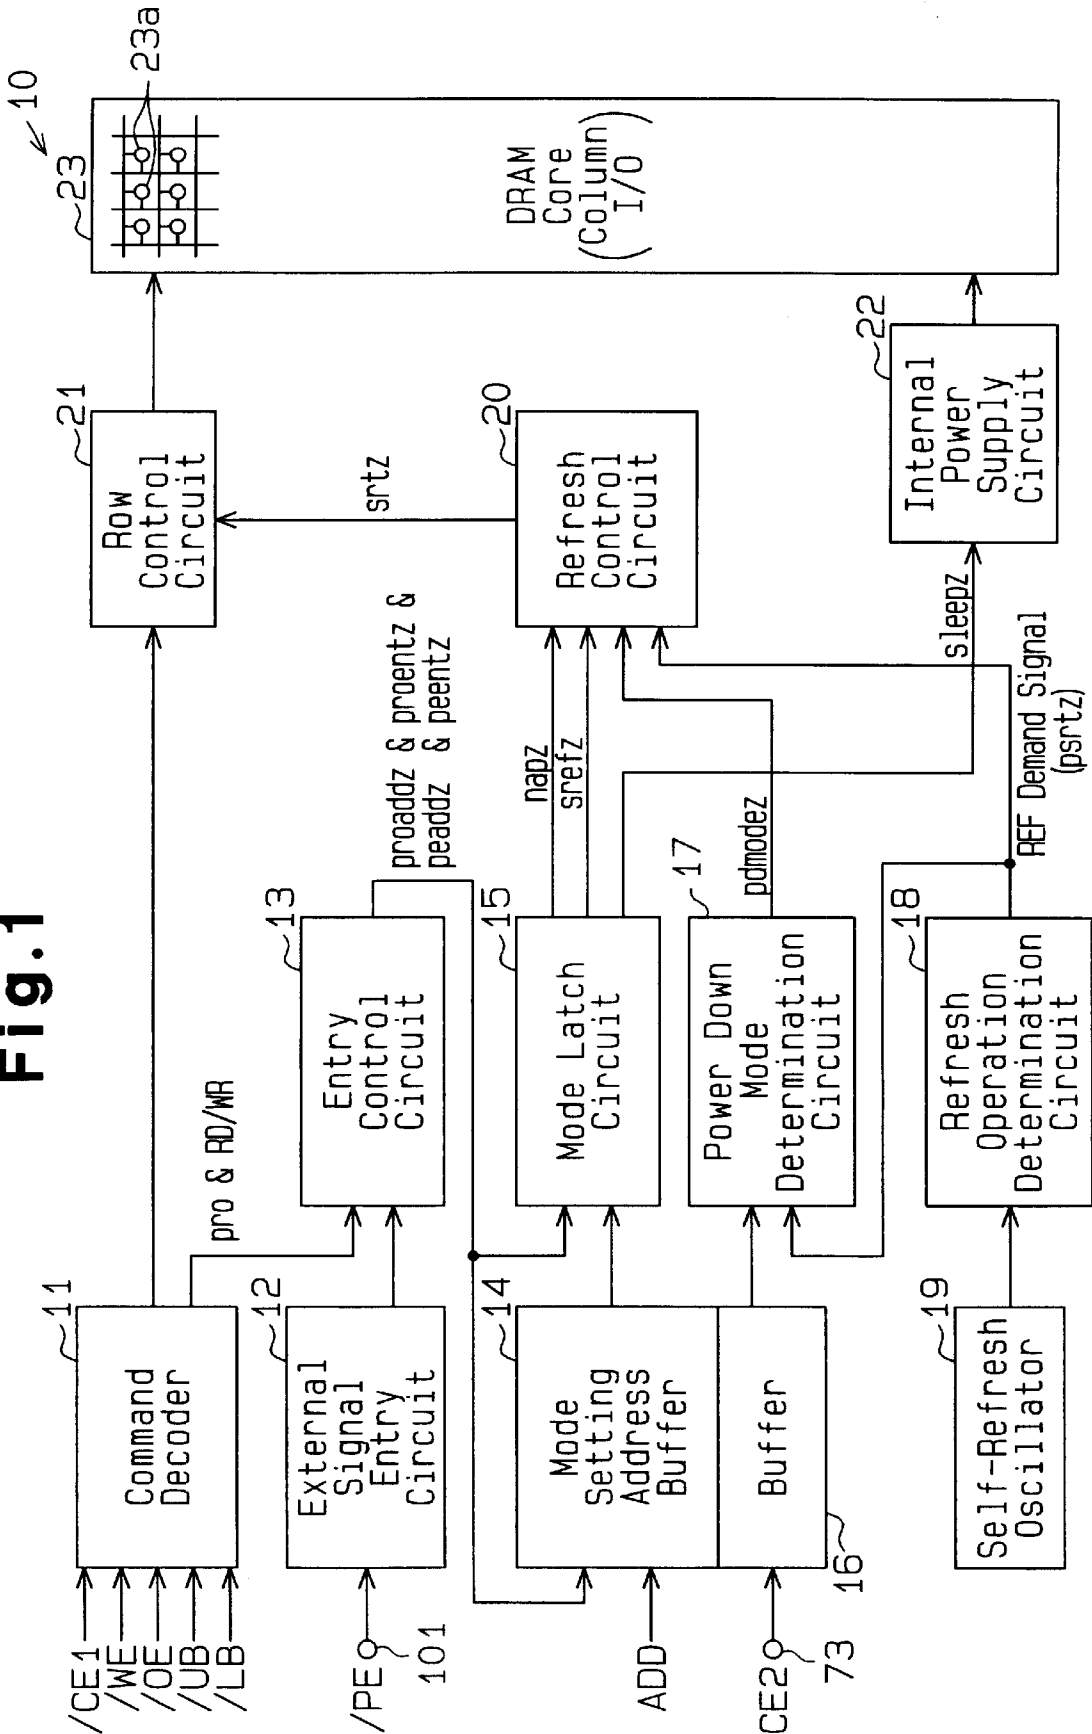 Fig.1
10
/CE1
/WE
/OE
/UB
/LB
11
Command
Decoder
pro & RD/WR
21
Row
Control
Circuit
23
23a
DRAM
Core
(Column)
I/O
/PE
101
12
External
Signal
Entry
Circuit
13
Entry
Control
Circuit
proaddz & proentz &
peaddz & peentz
srtz
ADD
14
Mode
Setting
Address
Buffer
15
Mode Latch
Circuit
napz
srefz
20
Refresh
Control
Circuit
CE2
73
16
Buffer
17
Power Down
Mode
Determination
Circuit
pdmodez
sleepz
22
Internal
Power
Supply
Circuit
19
Self-Refresh
Oscillator
18
Refresh
Operation
Determination
Circuit
REF Demand Signal
(psrtz)